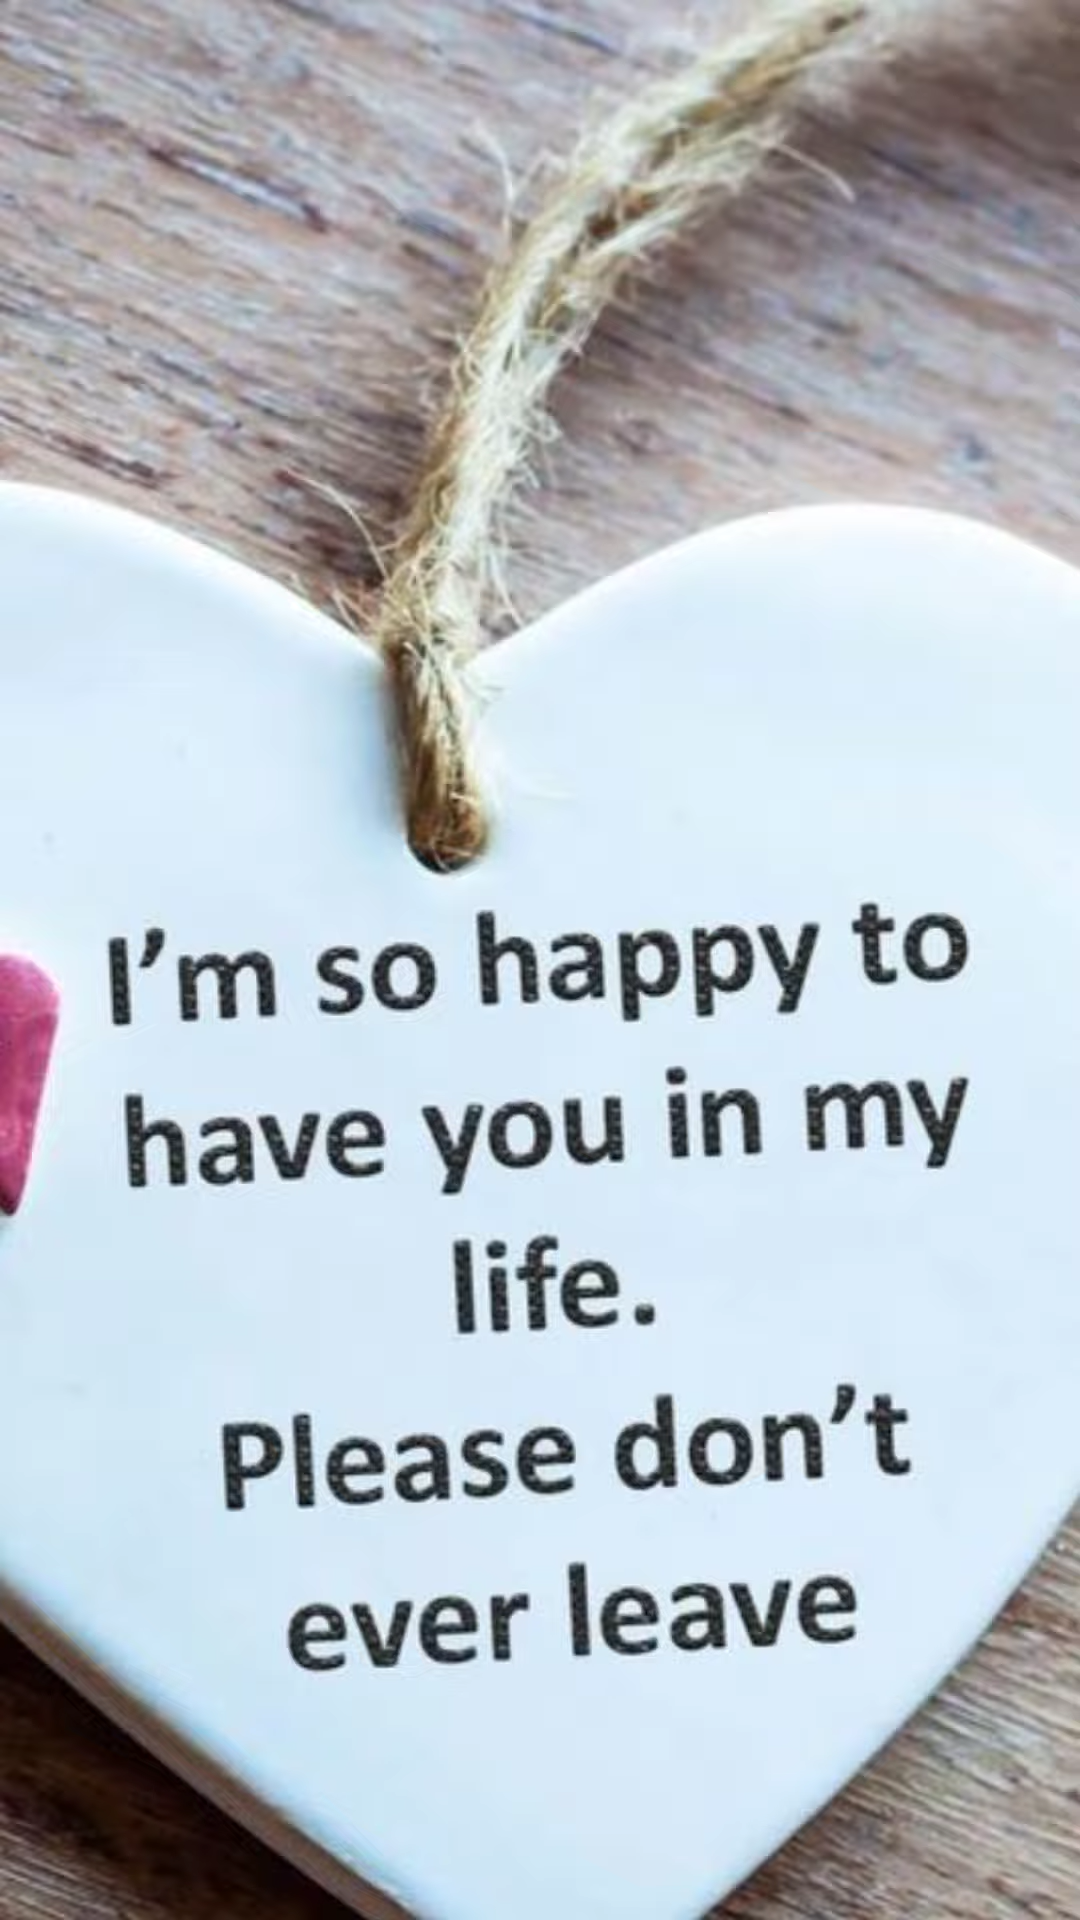 I’m so happy to
have you in my
life.
Please don’t
ever leave